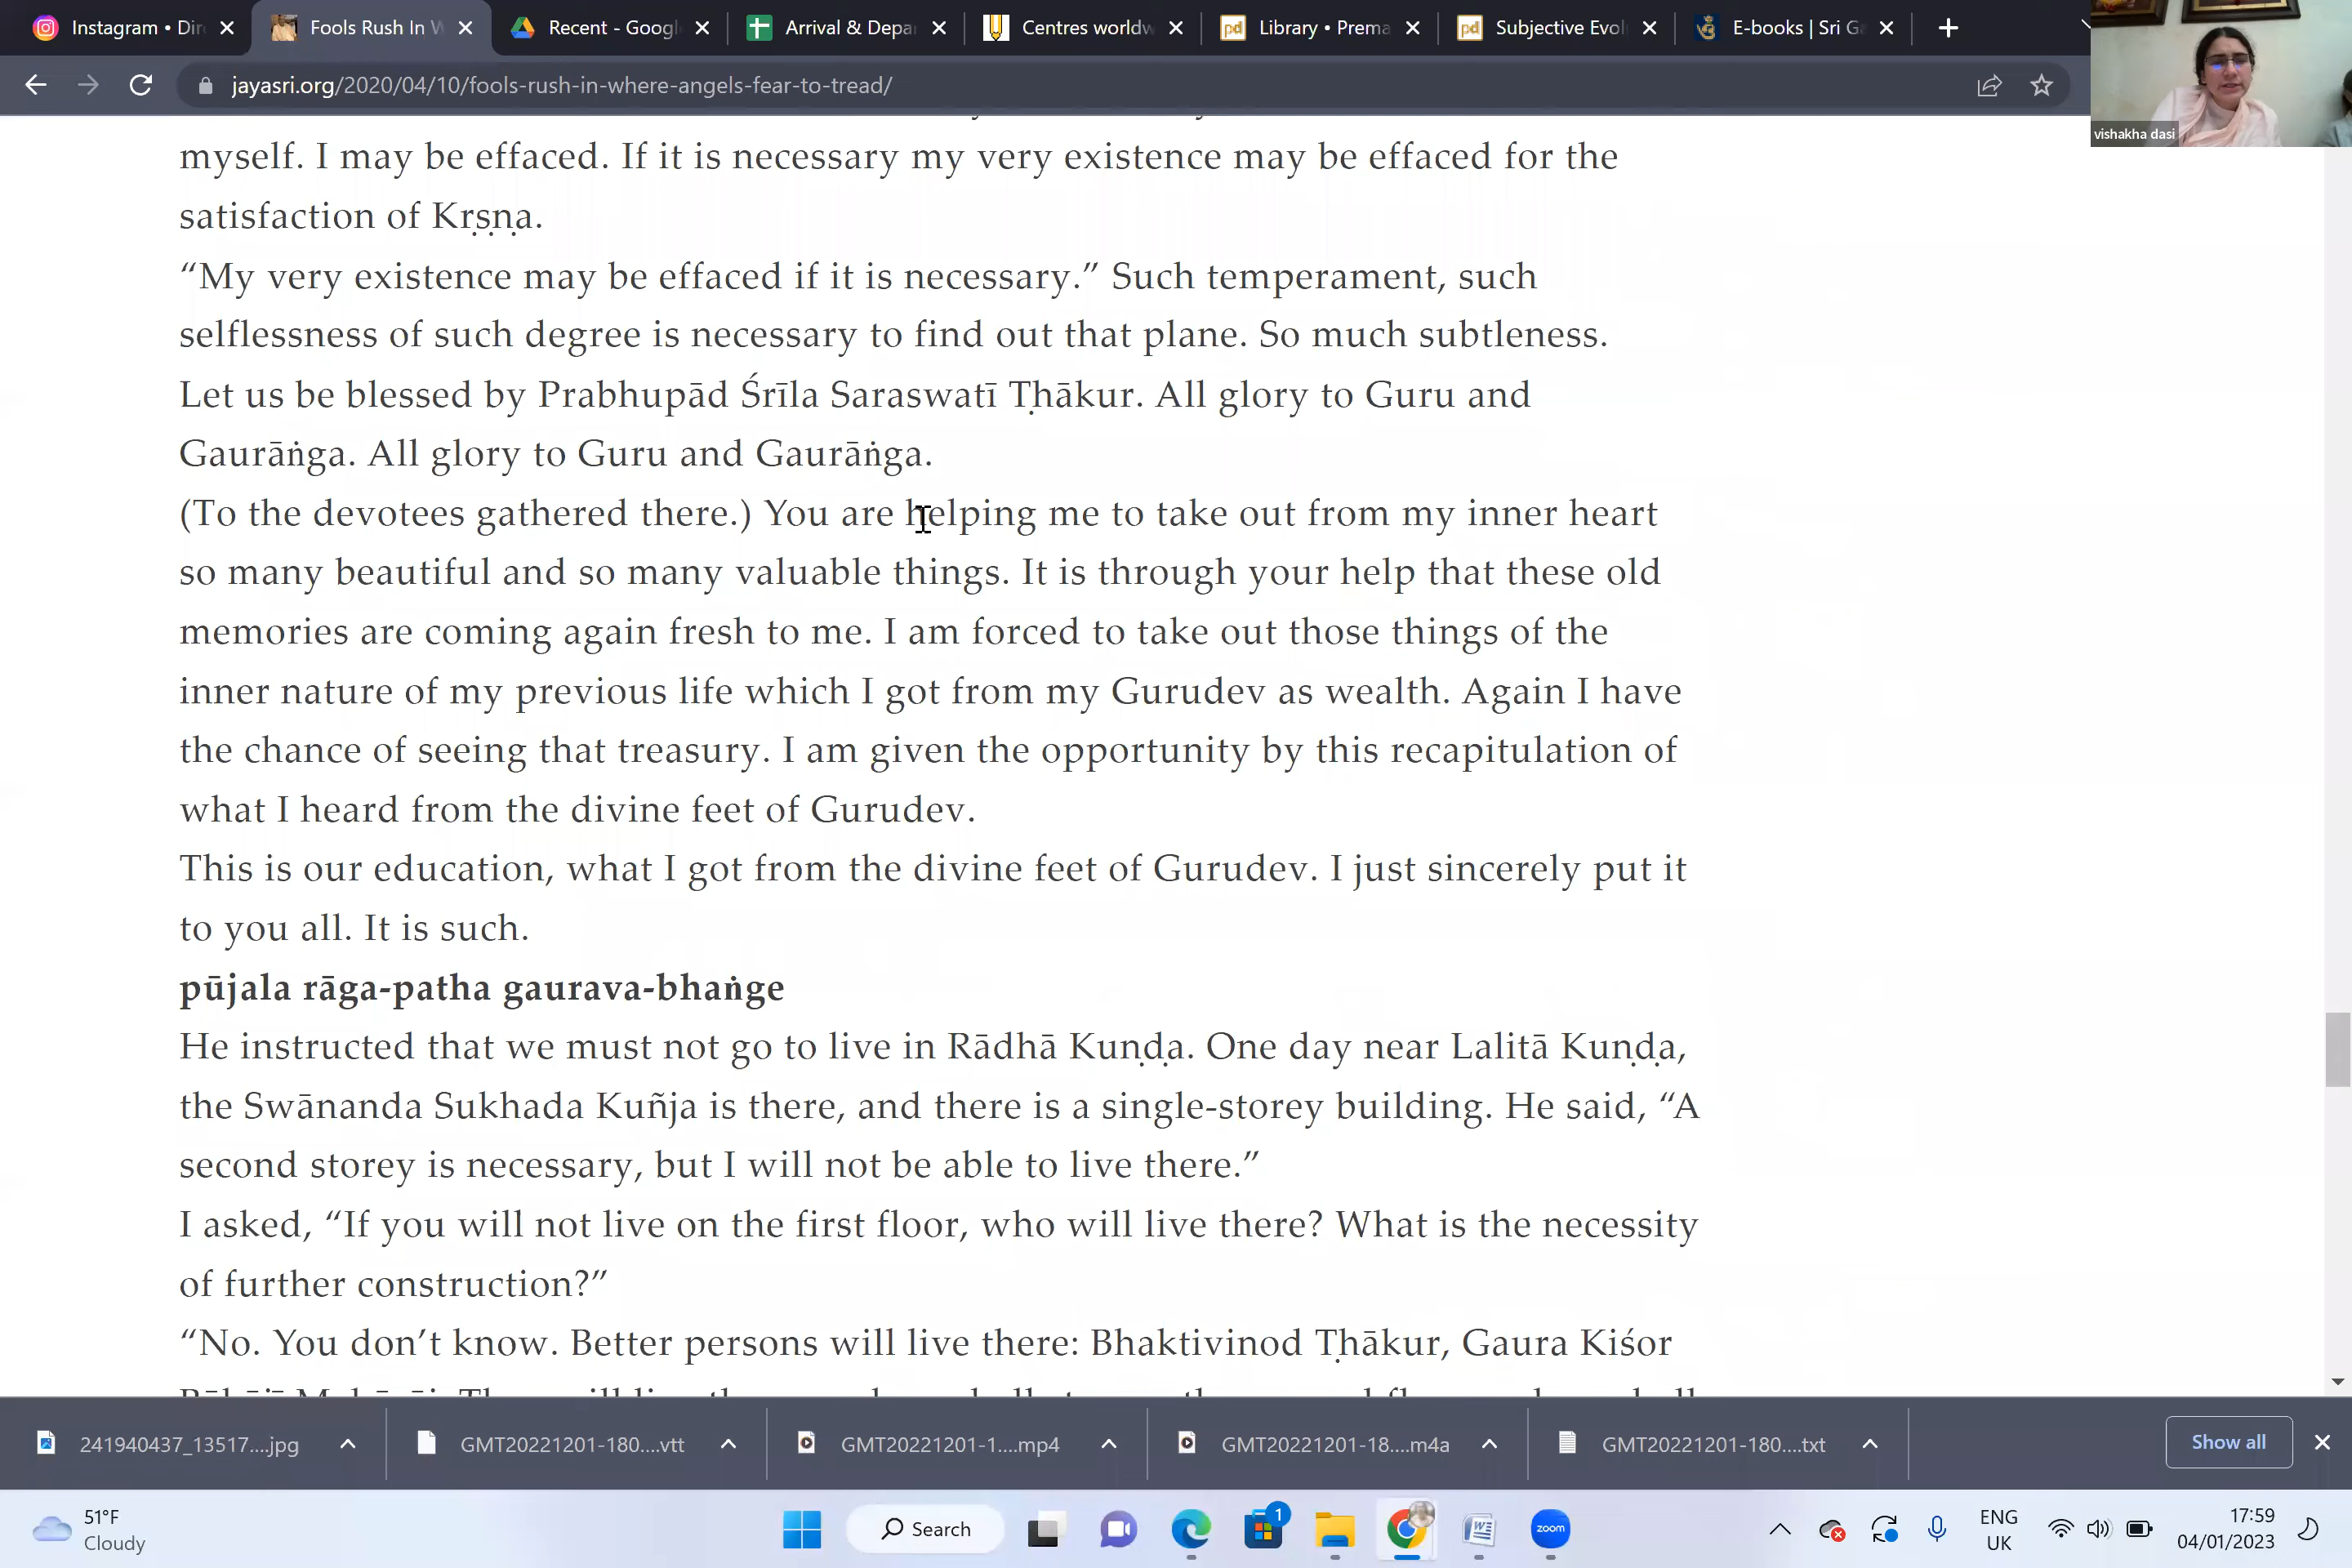 Instagram • Dir
Fools Rush In W
Recent - Googl
Arrival & Depa
Centres worldw
Library • Prema
Subjective Evol
E-books | Sri Ga
jayasri.org/2020/04/10/fools-rush-in-where-angels-fear-to-tread/
vishakha dasi
myself. I may be effaced. If it is necessary my very existence may be effaced for the
satisfaction of Kṛṣṇa.
“My very existence may be effaced if it is necessary.” Such temperament, such
selflessness of such degree is necessary to find out that plane. So much subtleness.
Let us be blessed by Prabhupād Śrīla Saraswatī Ṭhākur. All glory to Guru and
Gaurāṅga. All glory to Guru and Gaurāṅga.
(To the devotees gathered there.) You are helping me to take out from my inner heart
so many beautiful and so many valuable things. It is through your help that these old
memories are coming again fresh to me. I am forced to take out those things of the
inner nature of my previous life which I got from my Gurudev as wealth. Again I have
the chance of seeing that treasury. I am given the opportunity by this recapitulation of
what I heard from the divine feet of Gurudev.
This is our education, what I got from the divine feet of Gurudev. I just sincerely put it
to you all. It is such.
pūjala rāga-patha gaurava-bhaṅge
He instructed that we must not go to live in Rādhā Kuṇḍa. One day near Lalitā Kuṇḍa,
the Swānanda Sukhada Kuñja is there, and there is a single-storey building. He said, “A
second storey is necessary, but I will not be able to live there.”
I asked, “If you will not live on the first floor, who will live there? What is the necessity
of further construction?”
“No. You don’t know. Better persons will live there: Bhaktivinod Ṭhākur, Gaura Kiśor
241940437_13517....jpg
GMT20221201-180....vtt
GMT20221201-1....mp4
GMT20221201-18....m4a
GMT20221201-180....txt
Show all
51°F
Cloudy
Search
1
zoom
ENG
UK
17:59
04/01/2023